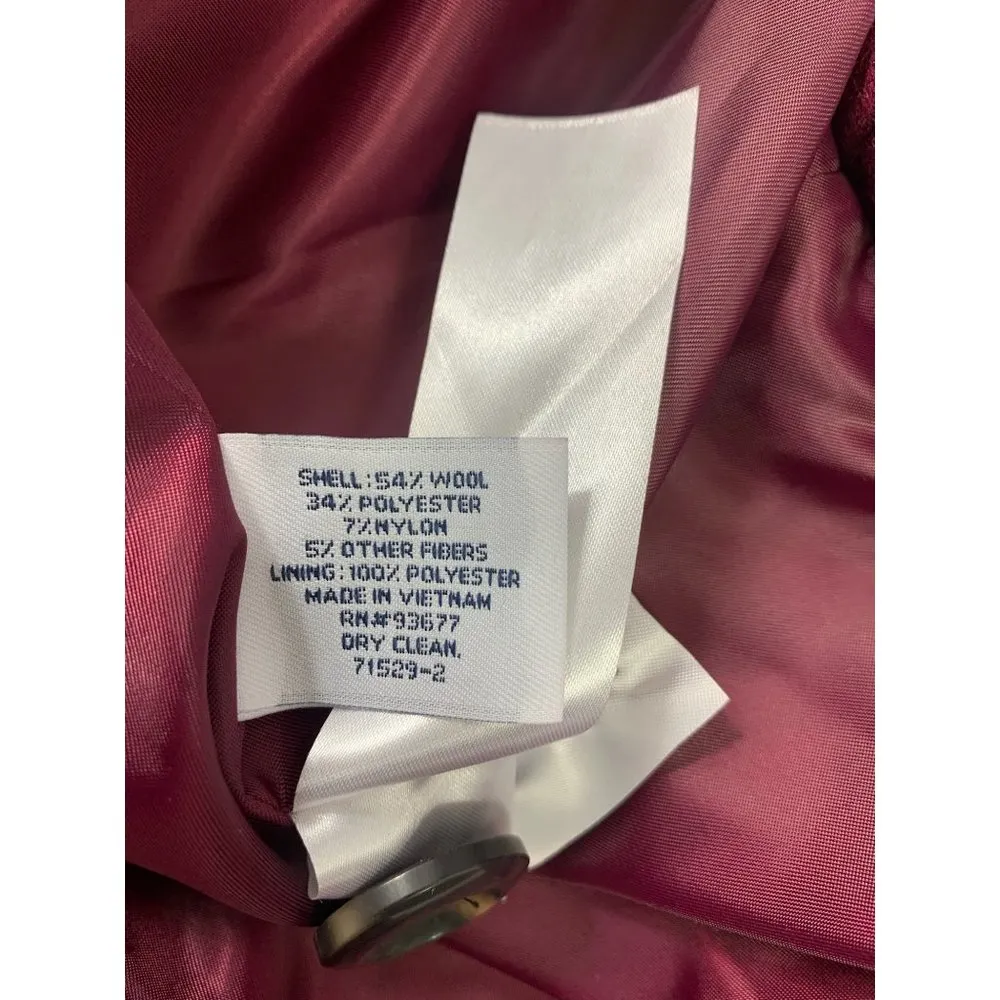 SHELL:54% WOOL
34% POLYESTER
7%NYLON
5% OTHER FIBERS
LINING:100% POLYESTER
MADE IN VIETNAM
RN#93677
DRY CLEAN.
71529-2